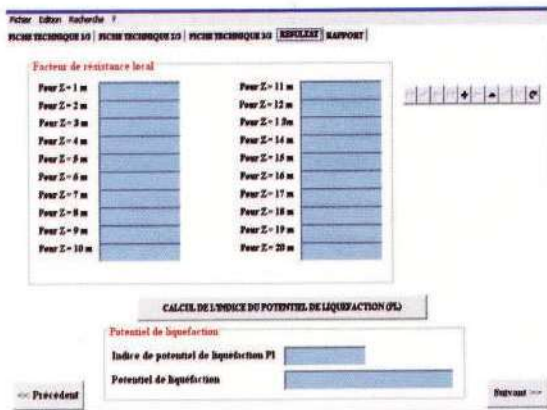 Fichier Edition Recherche ?
FICHE TECHNIQUE 1/3 FICHE TECHNIQUE 2/3 FICHE TECHNIQUE 3/3 RESULTAT RAPPORT
Facteur de résistance local
Pour Z = 1 m
Pour Z = 2 m
Pour Z = 3 m
Pour Z = 4 m
Pour Z = 5 m
Pour Z = 6 m
Pour Z = 7 m
Pour Z = 8 m
Pour Z = 9 m
Pour Z = 10 m
Pour Z = 11 m
Pour Z = 12 m
Pour Z = 13m
Pour Z = 14 m
Pour Z = 15 m
Pour Z = 16 m
Pour Z = 17 m
Pour Z = 18 m
Pour Z = 19 m
Pour Z = 20 m
CALCUL DE L'INDICE DU POTENTIEL DE LIQUEFACTION (PL)
Potentiel de liquéfaction
Indice de potentiel de liquéfaction Pl
Potentiel de liquéfaction
<< Précédent
Suivant >>